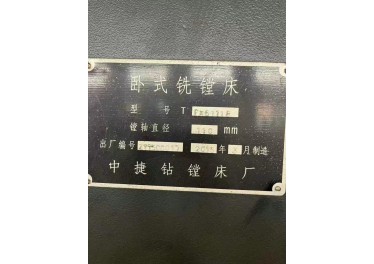 卧式铣镗床
型号 T
镗轴直径 110 mm
出厂编号 年 月制造
中捷钻镗床厂